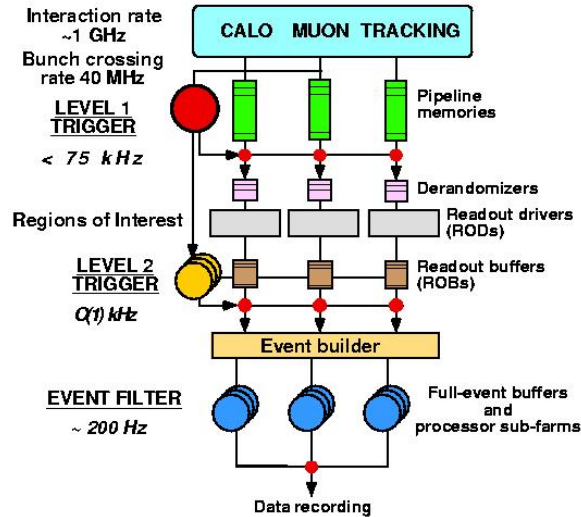 Interaction rate
~1 GHz
CALO MUON TRACKING
Bunch crossing
rate 40 MHz
LEVEL 1
TRIGGER
< 75 kHz
Pipeline
memories
Derandomizers
Regions of Interest
Readout drivers
(RODs)
LEVEL 2
TRIGGER
O(1) kHz
Readout buffers
(ROBs)
Event builder
EVENT FILTER
~ 200 Hz
Full-event buffers
and
processor sub-farms
Data recording